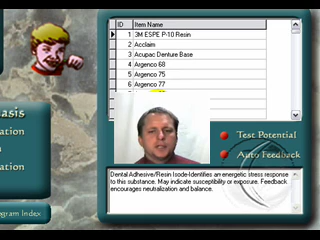 ID Item Name
1 3M ESPE P-10 Resin
2 Acclaim
3 Acupac Denture Base
4 Argenco 68
5 Argenco 75
6 Argenco 77
asis
ation
ation
ogram Index
Test Potential
Auto Feedback
Dental Adhesive/Resin Isode-Identifies an energetic stress response
to this substance. May indicate susceptibility or exposure. Feedback
encourages neutralization and balance.